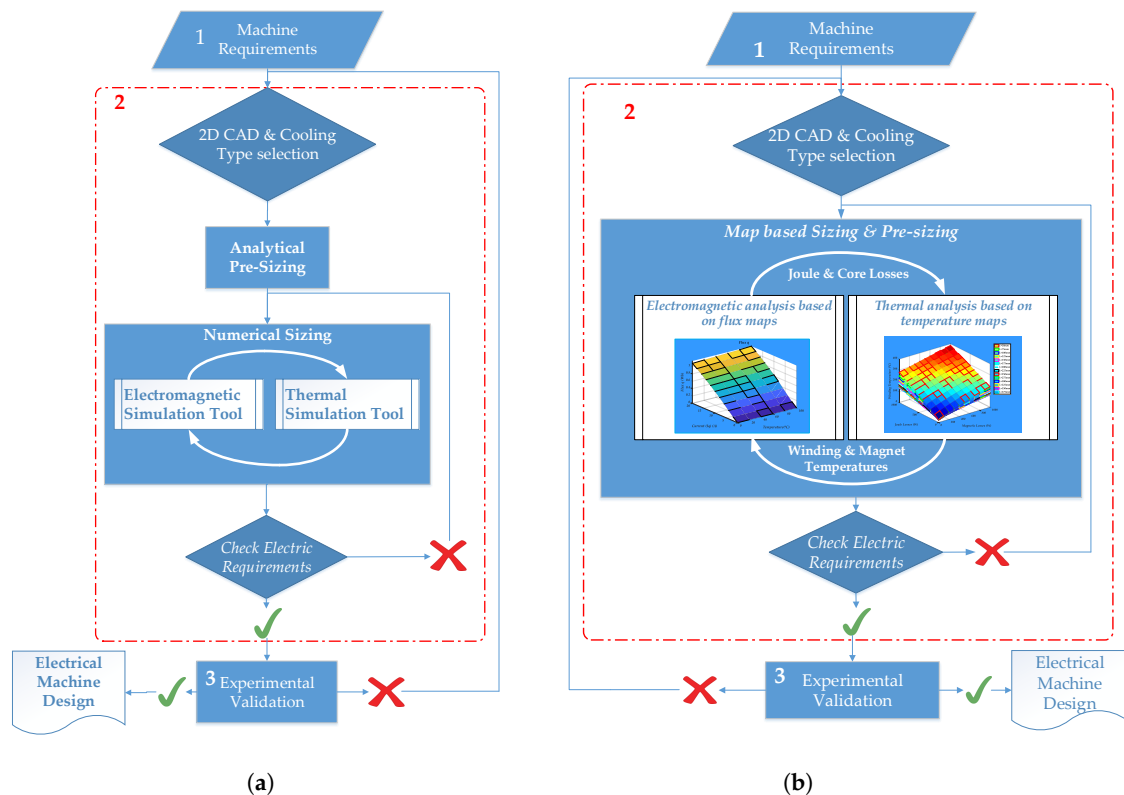 1
Machine
Requirements
2
2D CAD & Cooling
Type selection
Analytical
Pre-Sizing
Numerical Sizing
Electromagnetic
Simulation Tool
Thermal
Simulation Tool
Check Electric
Requirements
Electrical
Machine
Design
3
Experimental
Validation
(a)
1
Machine
Requirements
2
2D CAD & Cooling
Type selection
Map based Sizing & Pre-sizing
Joule & Core Losses
Electromagnetic analysis based
on flux maps
Thermal analysis based on
temperature maps
Winding & Magnet
Temperatures
Check Electric
Requirements
3
Experimental
Validation
Electrical
Machine
Design
(b)